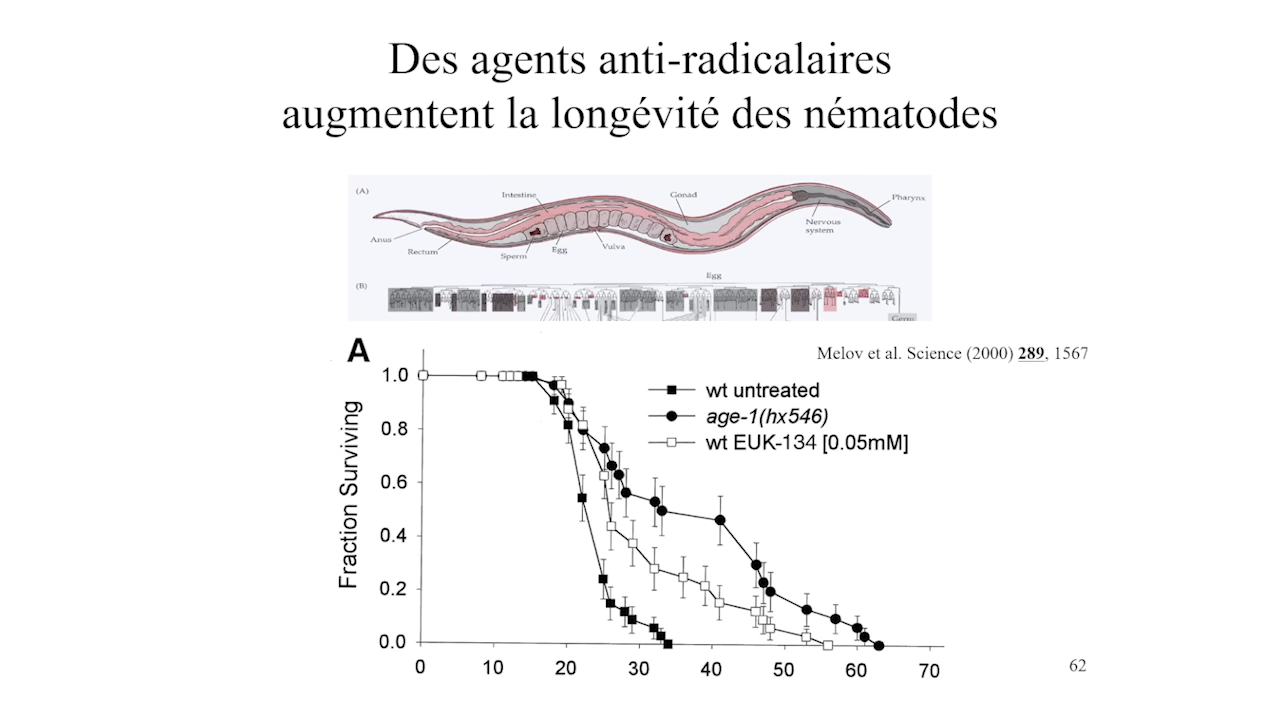 Des agents anti-radicalaires
augmentent la longévité des nématodes
(A)
Intestine
Gonad
Pharynx
Nervous
system
Anus
Rectum
Sperm
Egg
Vulva
(B)
Egg
Germ
Melov et al. Science (2000) 289, 1567
A
1.0
0.8
0.6
0.4
0.2
0.0
Fraction Surviving
wt untreated
age-1(hx546)
wt EUK-134 [0.05mM]
0 10 20 30 40 50 60 70
62